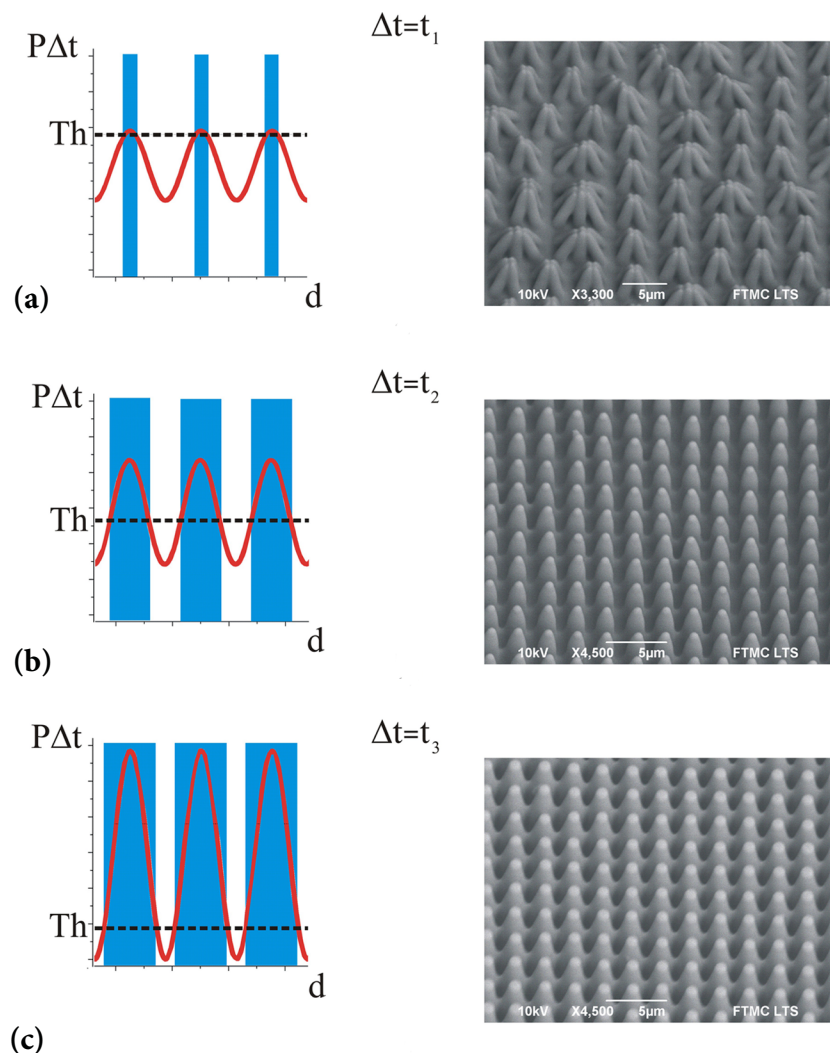 Δt=t₁
PΔt
Th
d
(a)
10kV X3,300 5µm FTMC LTS
Δt=t₂
PΔt
Th
d
(b)
10kV X4,500 5µm FTMC LTS
Δt=t₃
PΔt
Th
d
(c)
10kV X4,500 5µm FTMC LTS